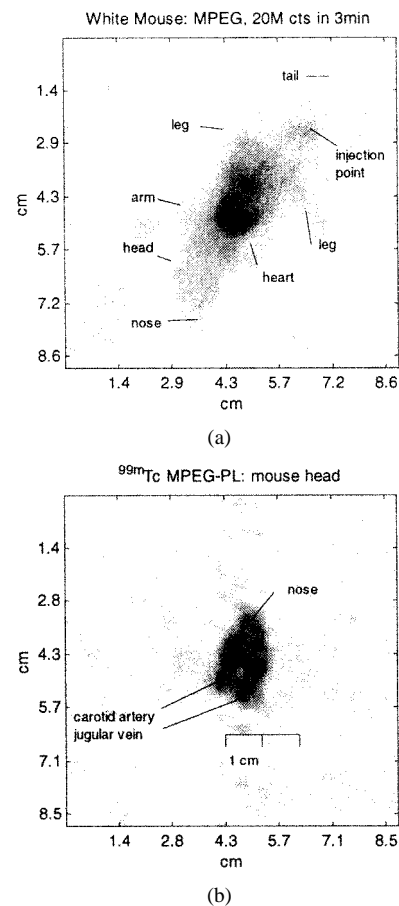 White Mouse: MPEG, 20M cts in 3min
tail
1.4
leg
2.9
injection
point
cm
4.3
arm
5.7
head
leg
heart
7.2
nose
8.6
1.4 2.9 4.3 5.7 7.2 8.6
cm
(a)
99mTc MPEG-PL: mouse head
1.4
2.8
nose
cm
4.3
5.7
carotid artery
jugular vein
1 cm
7.1
8.5
1.4 2.8 4.3 5.7 7.1 8.5
cm
(b)